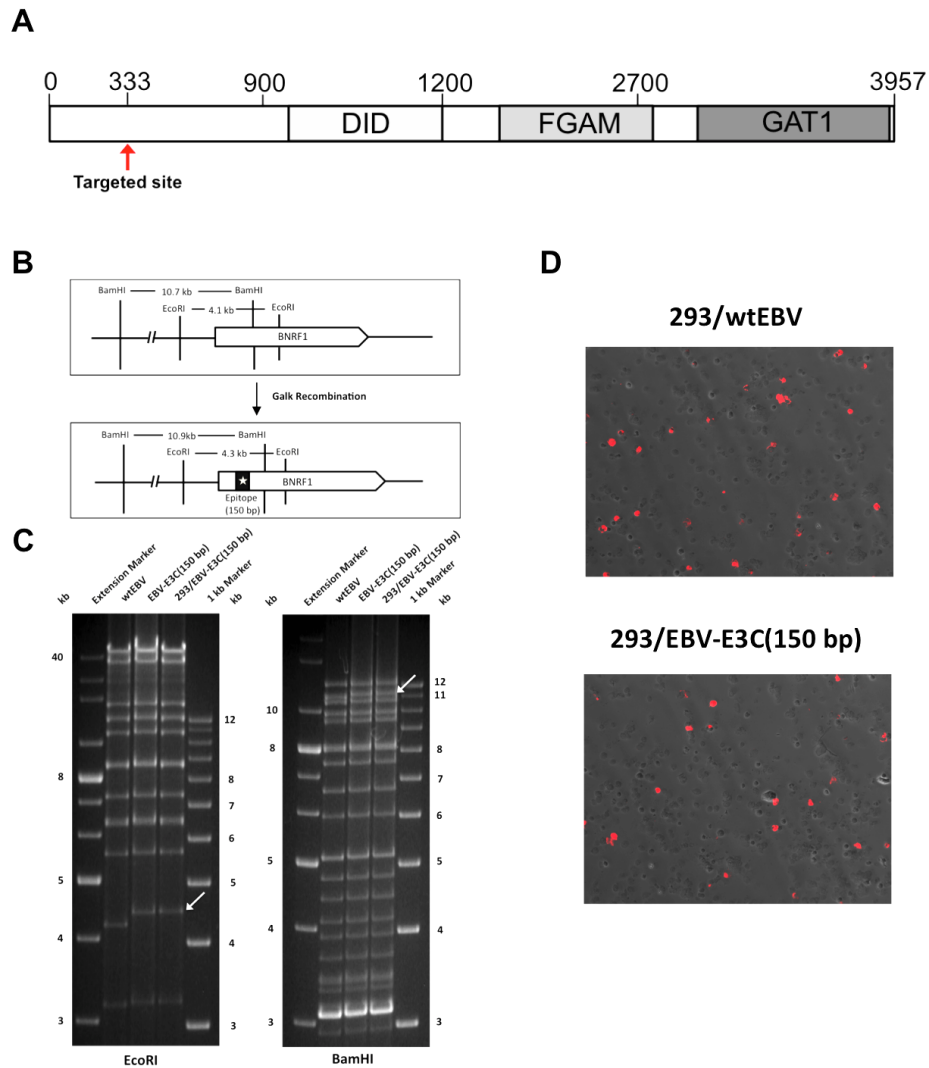 A
0 333 900 1200 2700 3957
DID FGAM GAT1
Targeted site
B
BamHI 10.7 kb BamHI
EcoRI 4.1 kb EcoRI
BNRF1
Galk Recombination
BamHI 10.9kb BamHI
EcoRI 4.3 kb EcoRI
BNRF1
Epitope
(150 bp)
C
kb Extension Marker wtEBV EBV-E3C(150 bp) 293/EBV-E3C(150 bp) 1 kb Marker kb
40
8
5
4
3
12
8
7
6
5
4
3
EcoRI
kb Extension Marker wtEBV EBV-E3C(150 bp) 293/EBV-E3C(150 bp) 1 kb Marker kb
10
8
5
4
3
12
11
8
7
6
5
4
3
BamHI
D
293/wtEBV
293/EBV-E3C(150 bp)